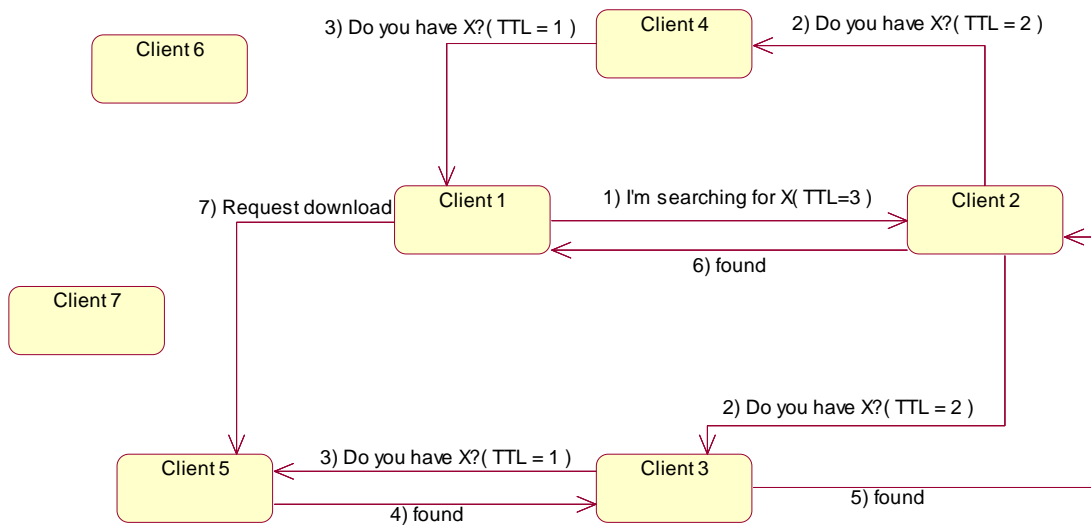 3) Do you have X?( TTL = 1 )
Client 4
2) Do you have X?( TTL = 2 )
Client 6
7) Request download
Client 1
1) I'm searching for X( TTL=3 )
Client 2
6) found
Client 7
2) Do you have X?( TTL = 2 )
Client 5
3) Do you have X?( TTL = 1 )
Client 3
4) found
5) found